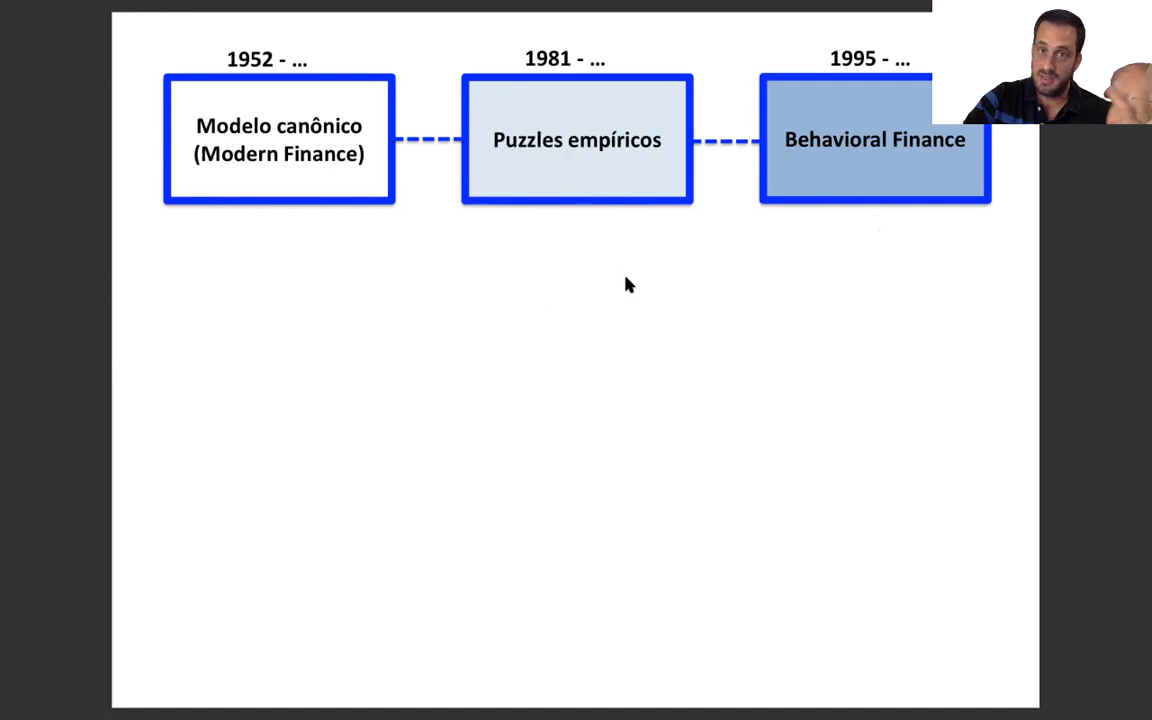 1952 - ...
1981 - ...
1995 - ...
Modelo canônico
(Modern Finance)
Puzzles empíricos
Behavioral Finance